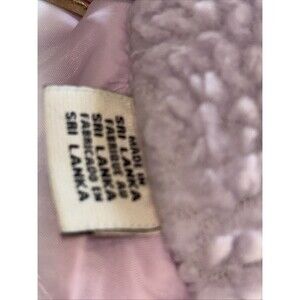 MADE IN
SRI LANKA
FABRIQUE AU
SRI LANKA
FABRICADO EN
SRI LANKA